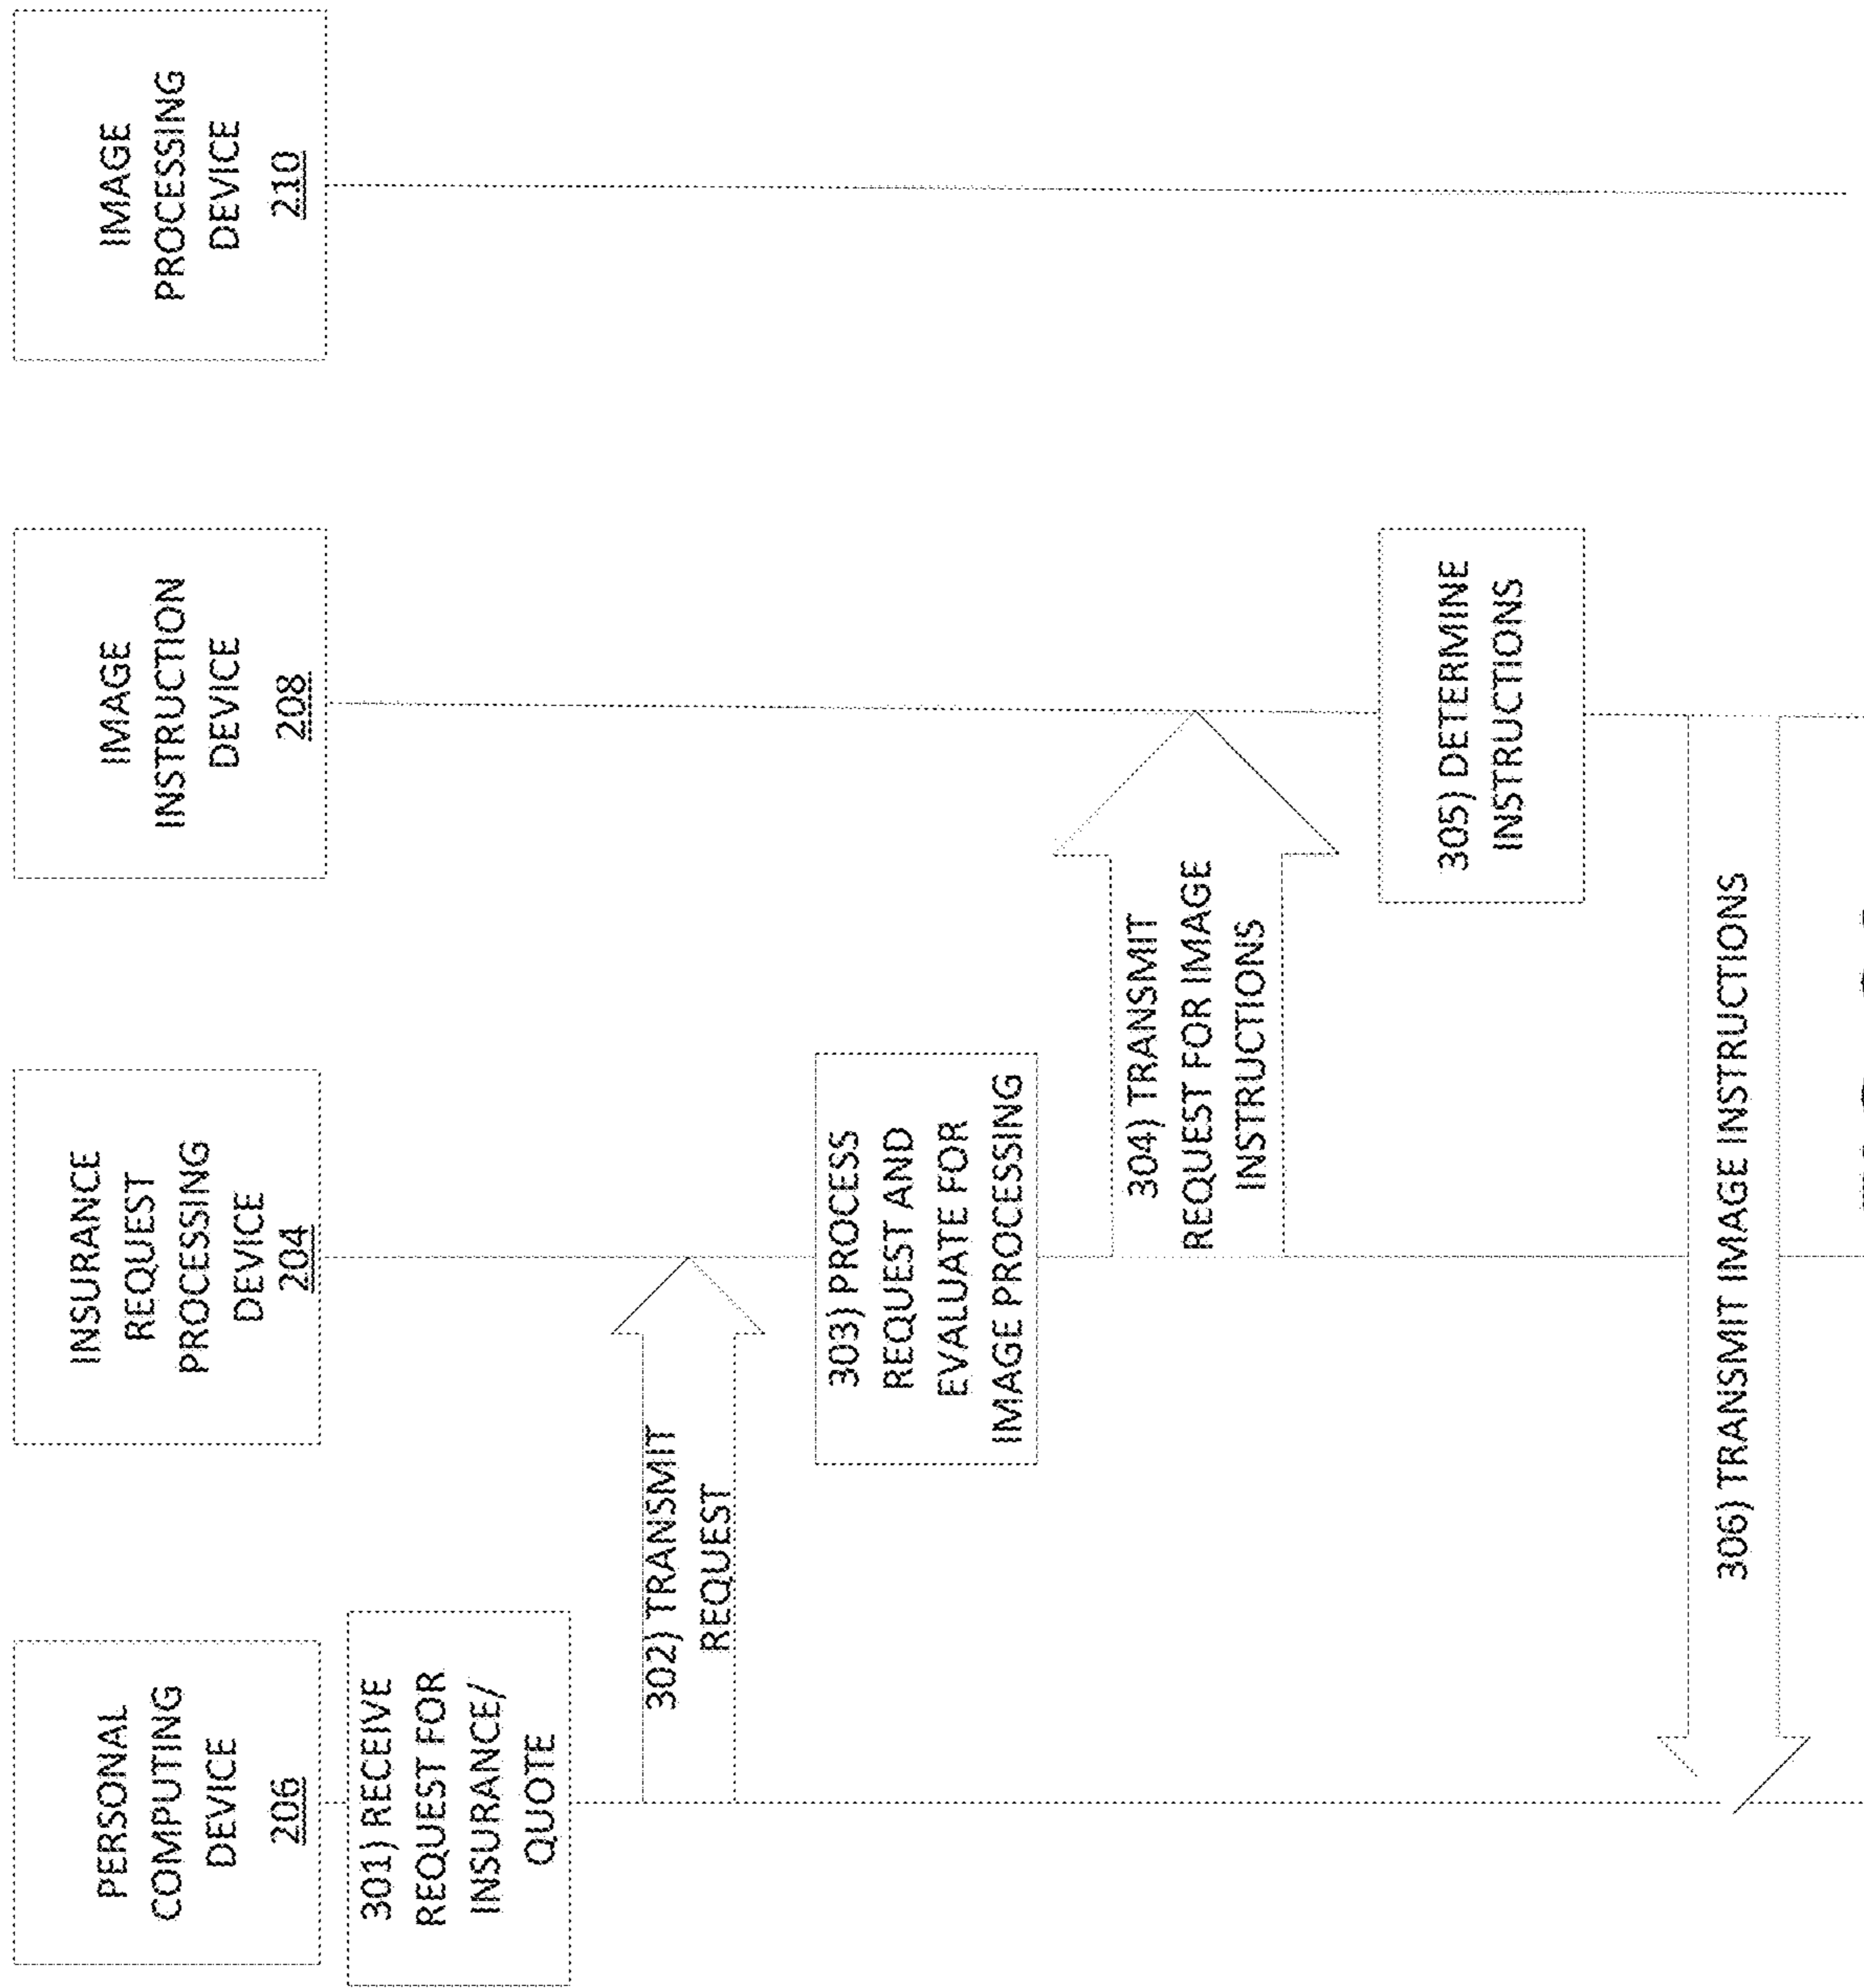 PERSONAL
COMPUTING
DEVICE
206
INSURANCE
REQUEST
PROCESSING
DEVICE
204
IMAGE
INSTRUCTION
DEVICE
208
IMAGE
PROCESSING
DEVICE
210
301) RECEIVE
REQUEST FOR
INSURANCE/
QUOTE
302) TRANSMIT
REQUEST
303) PROCESS
REQUEST AND
EVALUATE FOR
IMAGE PROCESSING
304) TRANSMIT
REQUEST FOR IMAGE
INSTRUCTIONS
305) DETERMINE
INSTRUCTIONS
306) TRANSMIT IMAGE INSTRUCTIONS